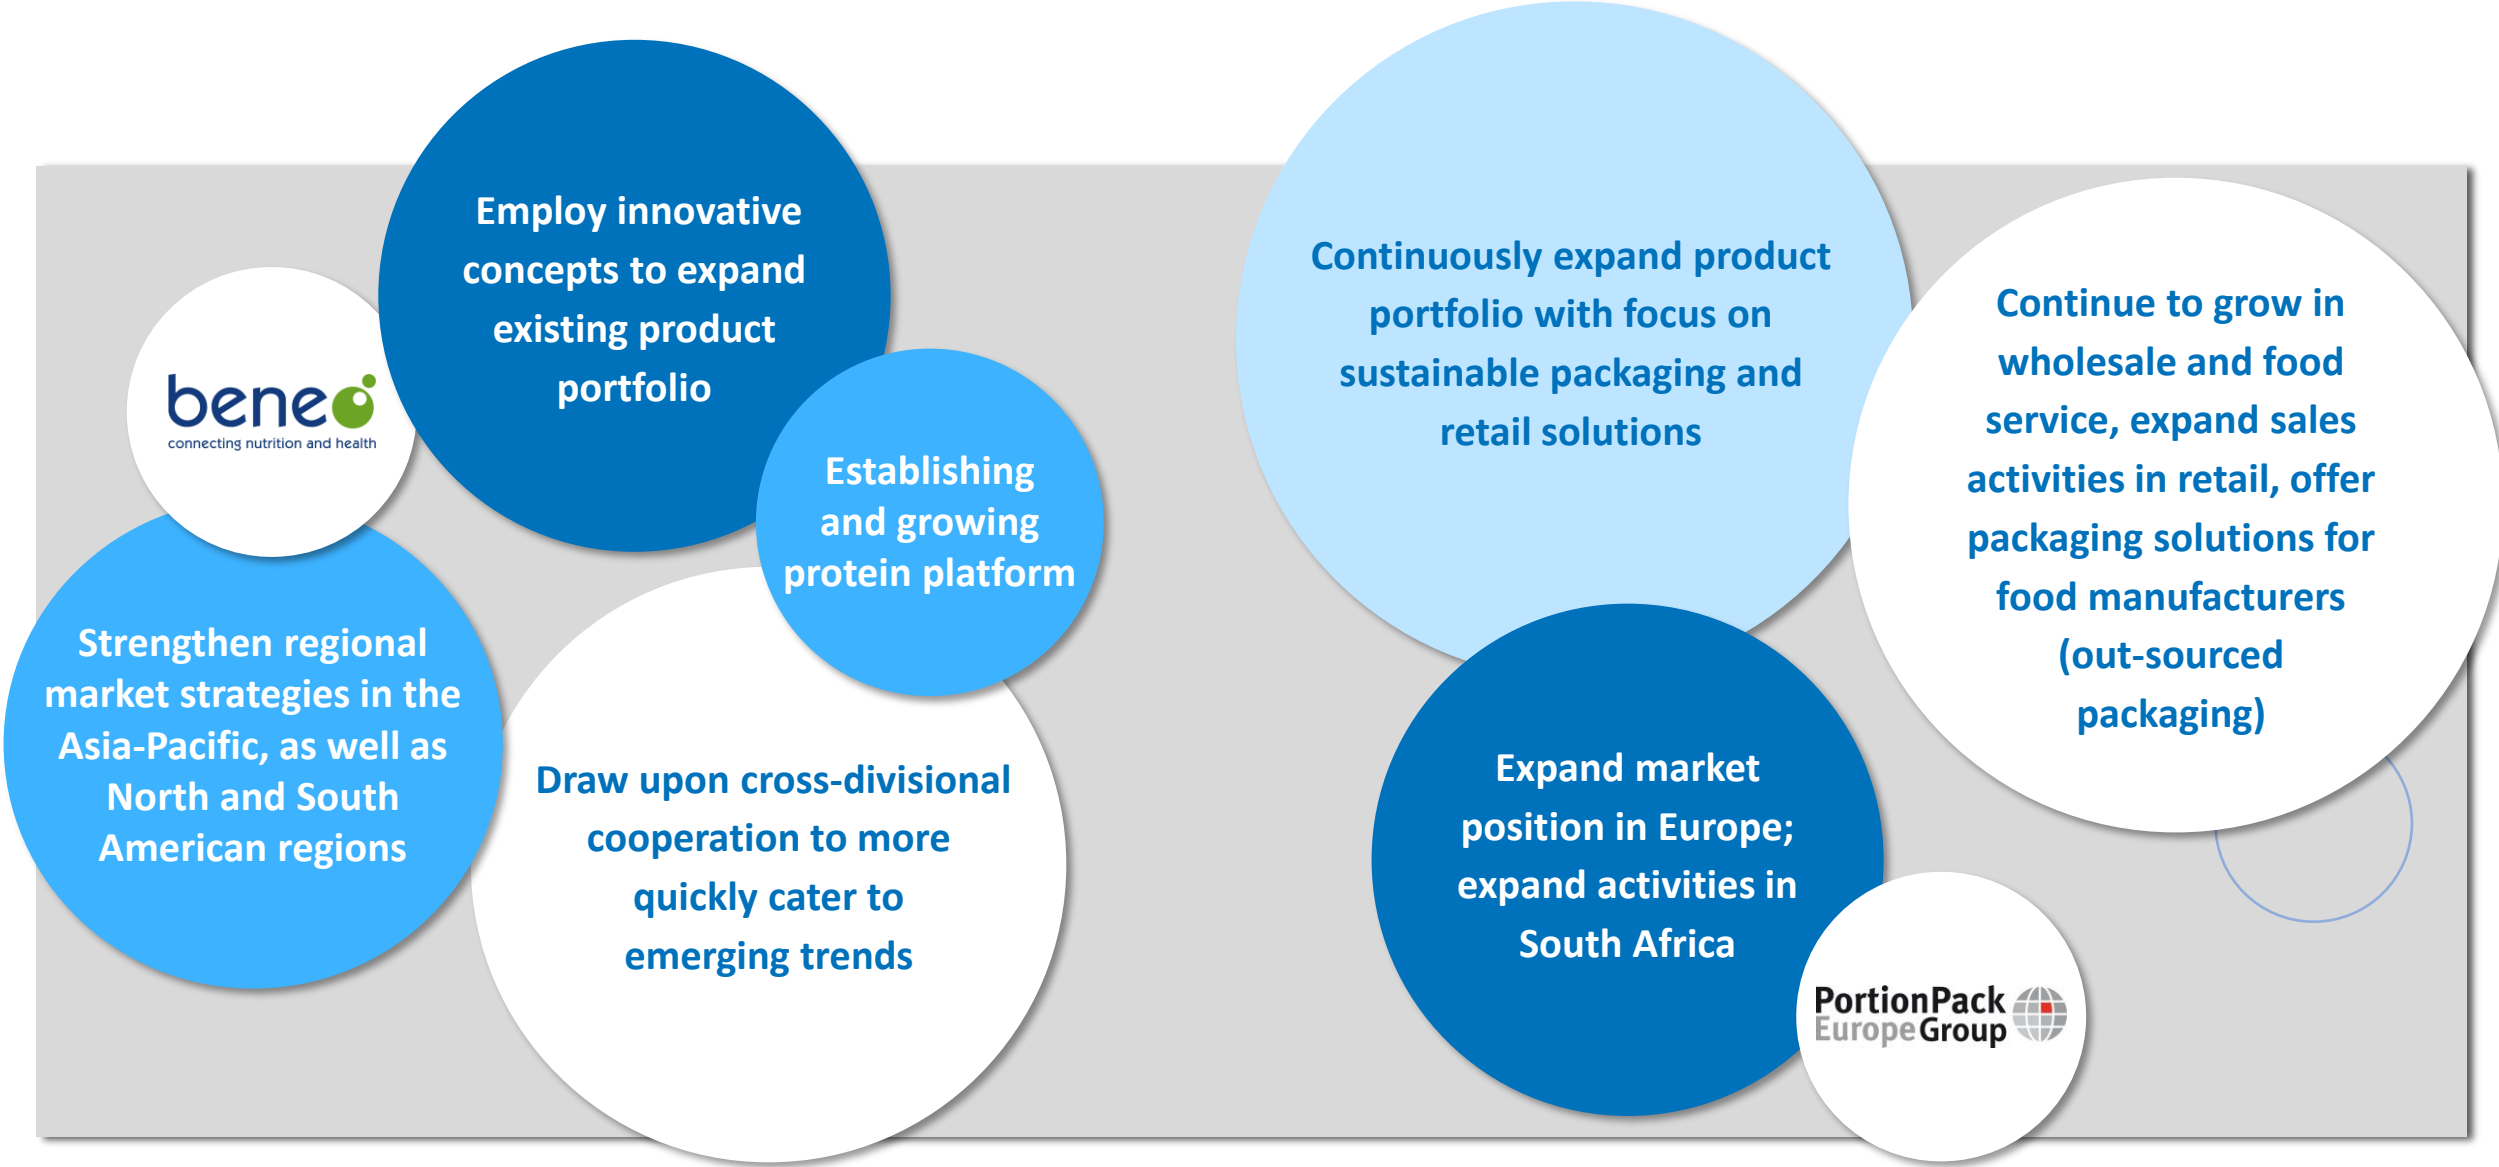 Employ innovative
concepts to expand
existing product
portfolio
beneo
connecting nutrition and health
Establishing
and growing
protein platform
Strengthen regional
market strategies in the
Asia-Pacific, as well as
North and South
American regions
Draw upon cross-divisional
cooperation to more
quickly cater to
emerging trends
Continuously expand product
portfolio with focus on
sustainable packaging and
retail solutions
Continue to grow in
wholesale and food
service, expand sales
activities in retail, offer
packaging solutions for
food manufacturers
(out-sourced
packaging)
Expand market
position in Europe;
expand activities in
South Africa
PortionPack
EuropeGroup